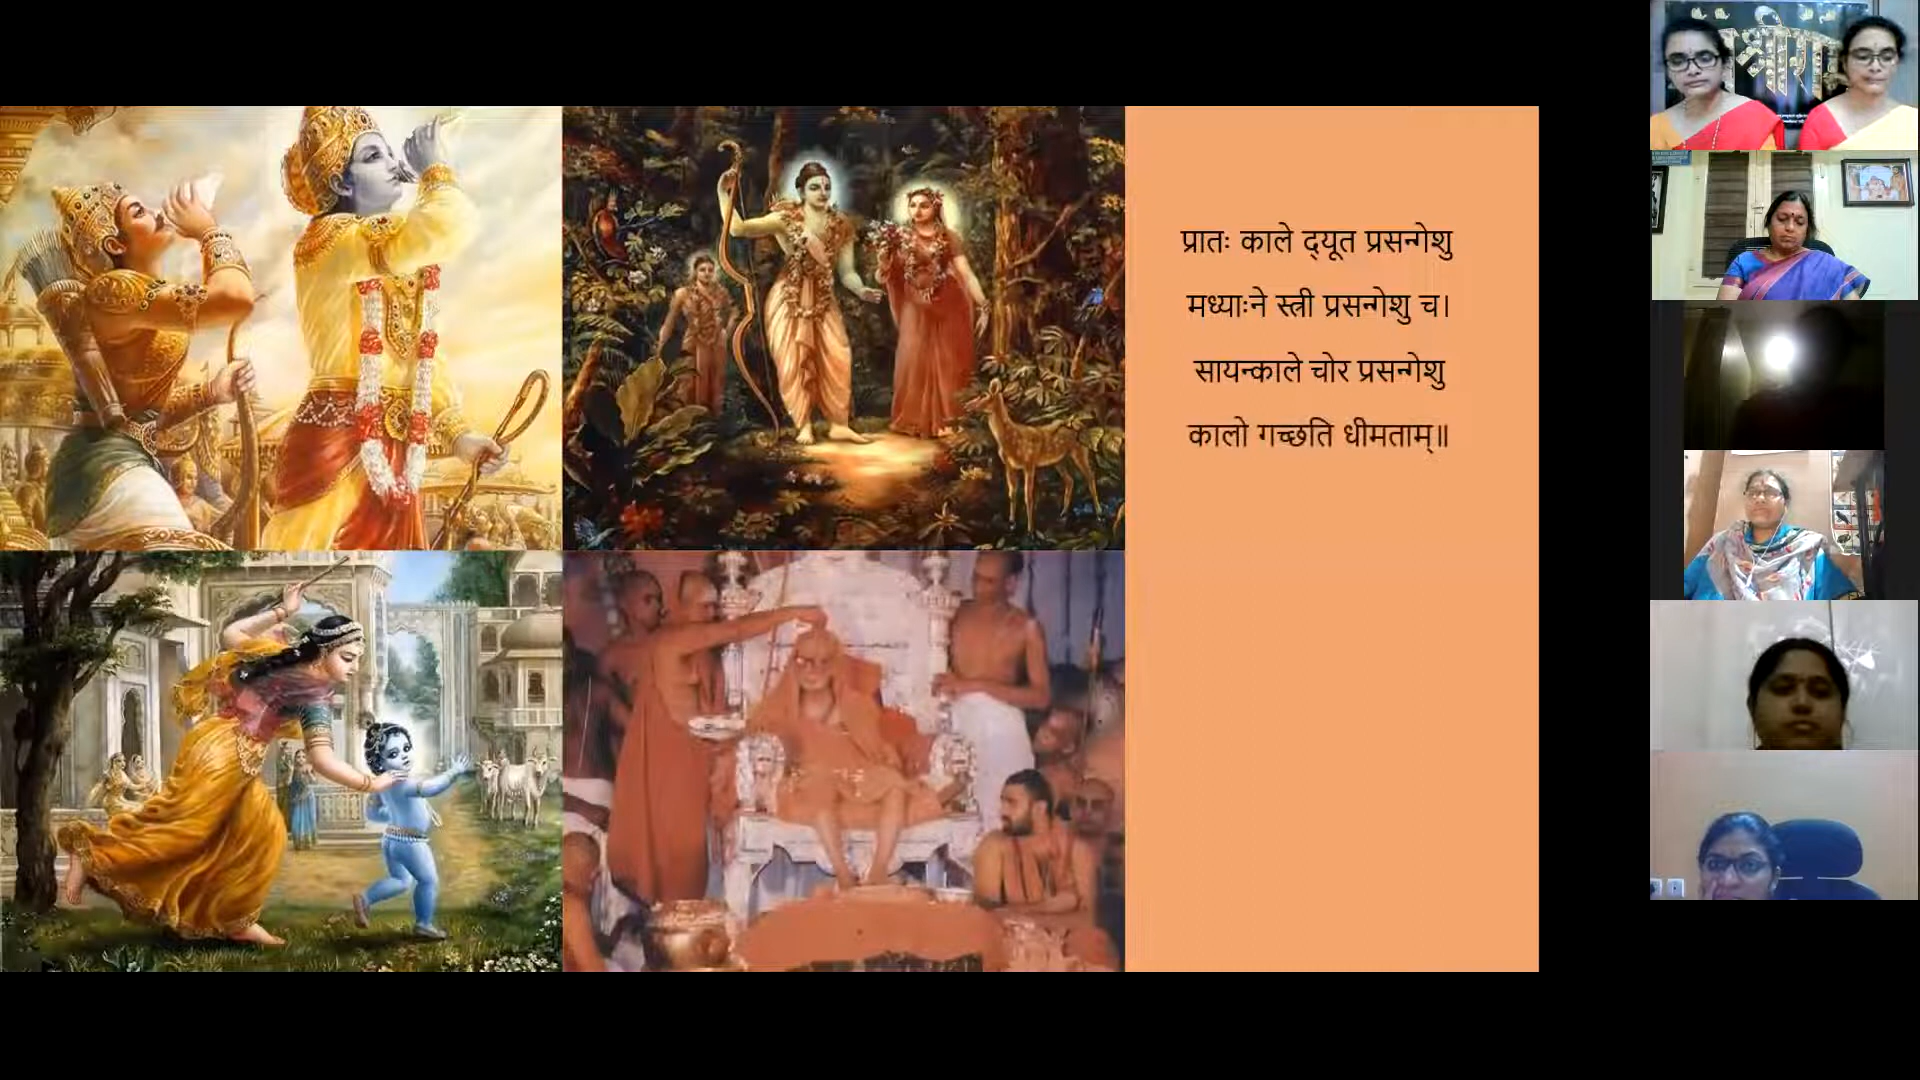 प्रातः काले द्यूत प्रसन्गेशु
मध्याःने स्त्री प्रसन्गेशु च।
सायन्काले चोर प्रसन्गेशु
कालो गच्छति धीमताम्॥